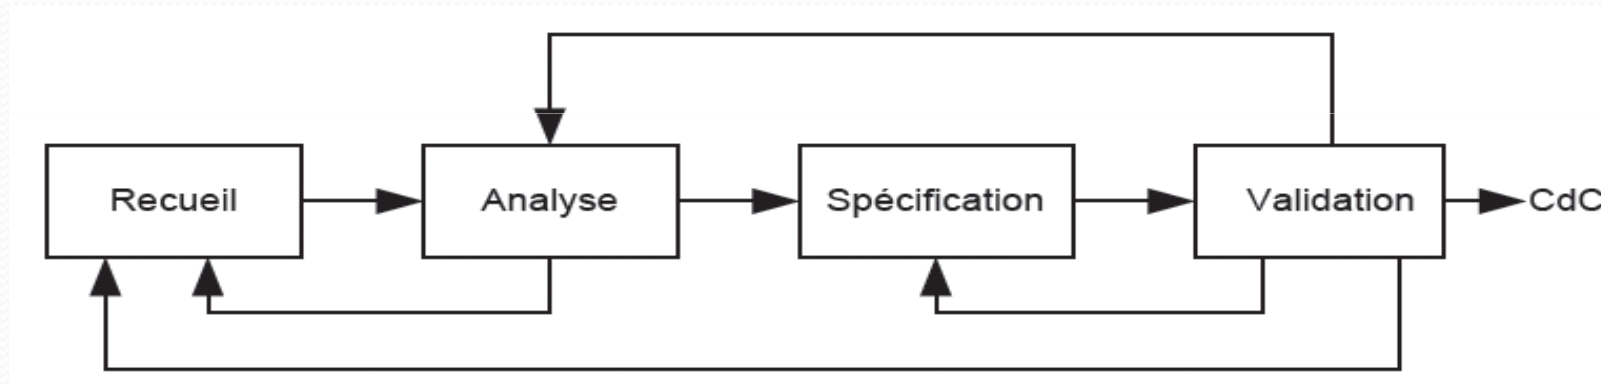 Recueil
Analyse
Spécification
Validation
CdC